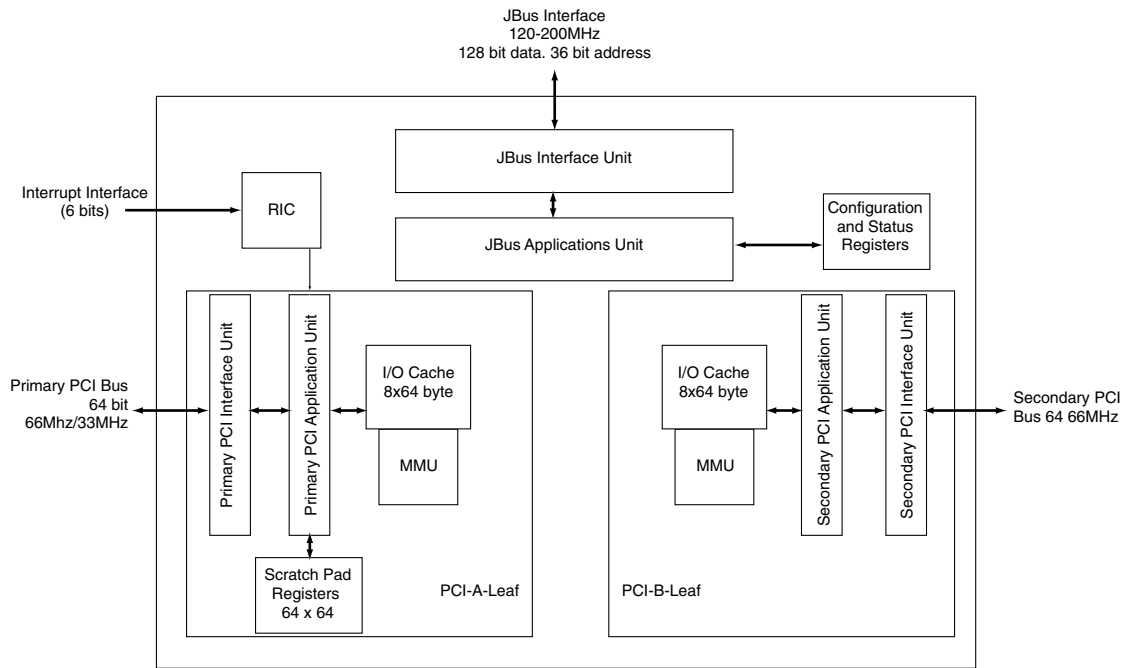 JBus Interface
120-200MHz
128 bit data. 36 bit address
JBus Interface Unit
Interrupt Interface
(6 bits)
RIC
JBus Applications Unit
Configuration
and Status
Registers
Primary PCI Bus
64 bit
66Mhz/33MHz
Primary PCI Interface Unit
Primary PCI Application Unit
I/O Cache
8x64 byte
MMU
Scratch Pad
Registers
64 x 64
PCI-A-Leaf
PCI-B-Leaf
I/O Cache
8x64 byte
MMU
Secondary PCI Application Unit
Secondary PCI Interface Unit
Secondary PCI
Bus 64 66MHz